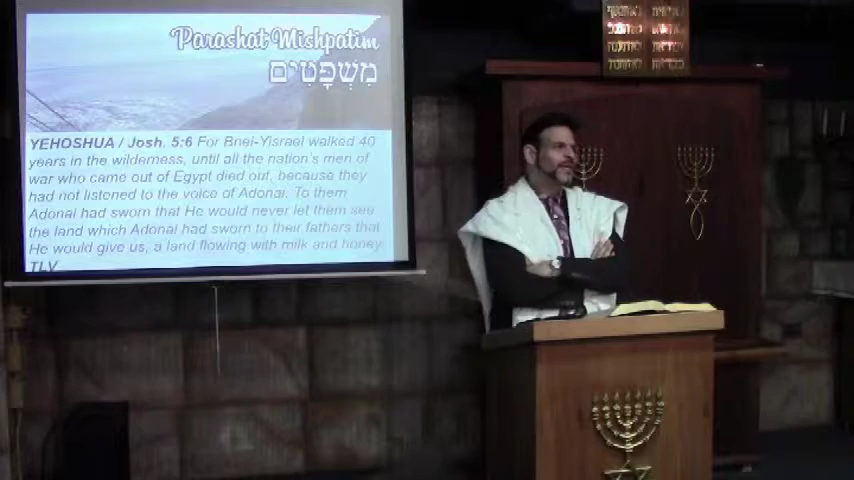 Parashat Mishpatim
מִשְׁפָּטִים
YEHOSHUA / Josh. 5:6 For Bnei-Yisrael walked 40
years in the wilderness, until all the nation's men of
war who came out of Egypt died out, because they
had not listened to the voice of Adonai. To them
Adonai had sworn that He would never let them see
the land which Adonai had sworn to their fathers that
He would give us, a land flowing with milk and honey
TLV